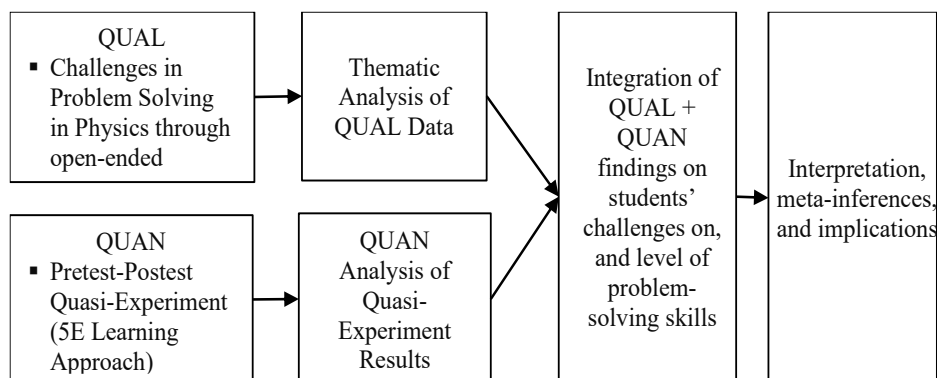 QUAL
▪ Challenges in
Problem Solving
in Physics through
open-ended
Thematic
Analysis of
QUAL Data
QUAN
▪ Pretest-Postest
Quasi-Experiment
(5E Learning
Approach)
QUAN
Analysis of
Quasi-
Experiment
Results
Integration of
QUAL +
QUAN
findings on
students’
challenges on,
and level of
problem-
solving skills
Interpretation,
meta-inferences,
and implications